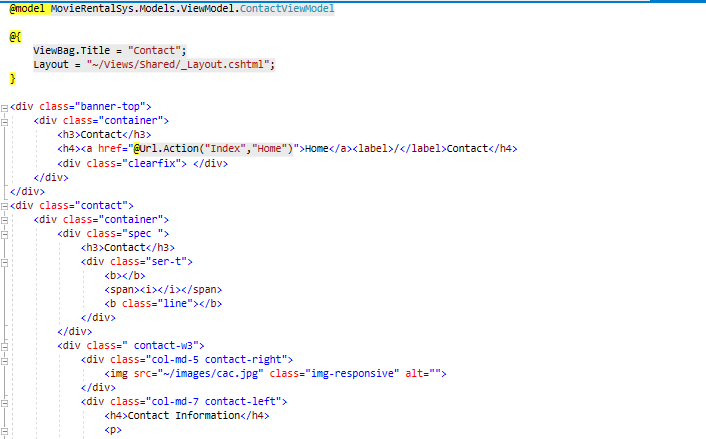 @model MovieRentalSys.Models.ViewModel.ContactViewModel
@{
ViewBag.Title = "Contact";
Layout = "~/Views/Shared/_Layout.cshtml";
}
<div class="banner-top">
<div class="container">
<h3>Contact</h3>
<h4><a href="@Url.Action("Index","Home")">Home</a><label>/</label>Contact</h4>
<div class="clearfix"> </div>
</div>
</div>
<div class="contact">
<div class="container">
<div class="spec ">
<h3>Contact</h3>
<div class="ser-t">
<b></b>
<span><i></i></span>
<b class="line"></b>
</div>
</div>
<div class=" contact-w3">
<div class="col-md-5 contact-right">
<img src="~/images/cac.jpg" class="img-responsive" alt="">
</div>
<div class="col-md-7 contact-left">
<h4>Contact Information</h4>
<p>